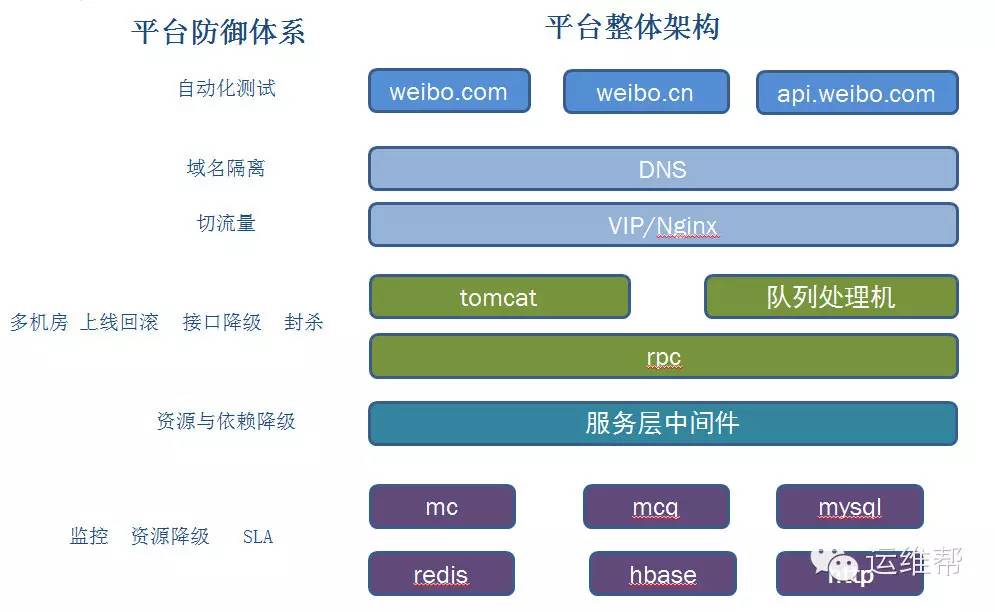 平台防御体系 平台整体架构
自动化测试 weibo.com weibo.cn api.weibo.com
域名隔离 DNS
切流量 VIP/Nginx
tomcat 队列处理机
多机房 上线回滚 接口降级 封杀
rpc
资源与依赖降级 服务层中间件
mc mcq mysql
监控 资源降级 SLA
redis hbase http
运维帮